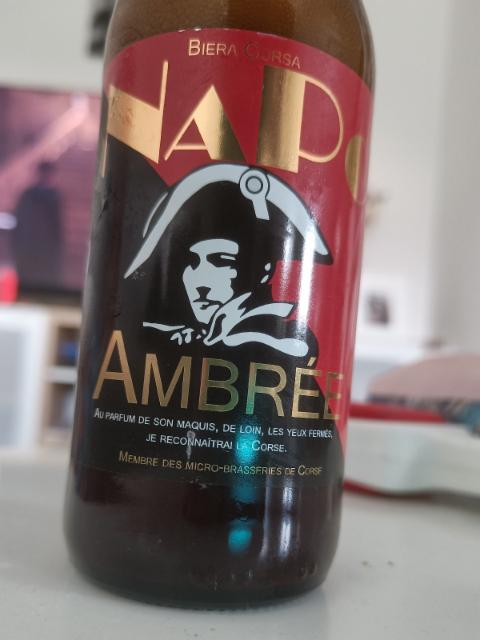 BIERA CORSA
NAPO
AMBRÉE
AU PARFUM DE SON MAQUIS, DE LOIN, LES YEUX FERMÉS,
JE RECONNAÎTRAI LA CORSE.
MEMBRE DES MICRO-BRASSERIES DE CORSE